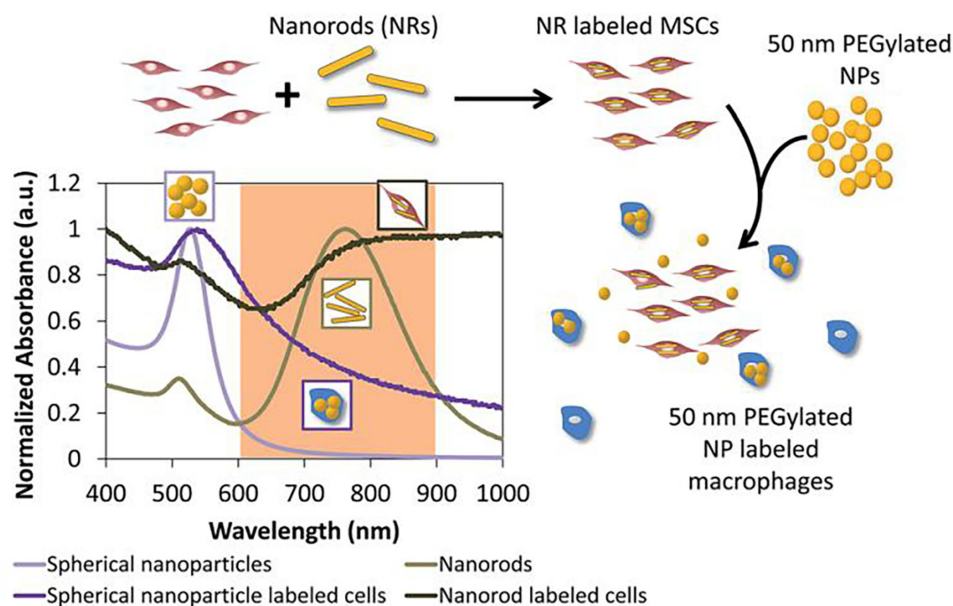 Nanorods (NRs)
NR labeled MSCs
50 nm PEGylated
NPs
+
Normalized Absorbance (a.u.)
1.2
1
0.8
0.6
0.4
0.2
0
400 500 600 700 800 900 1000
Wavelength (nm)
50 nm PEGylated
NP labeled
macrophages
Spherical nanoparticles
Nanorods
Spherical nanoparticle labeled cells
Nanorod labeled cells